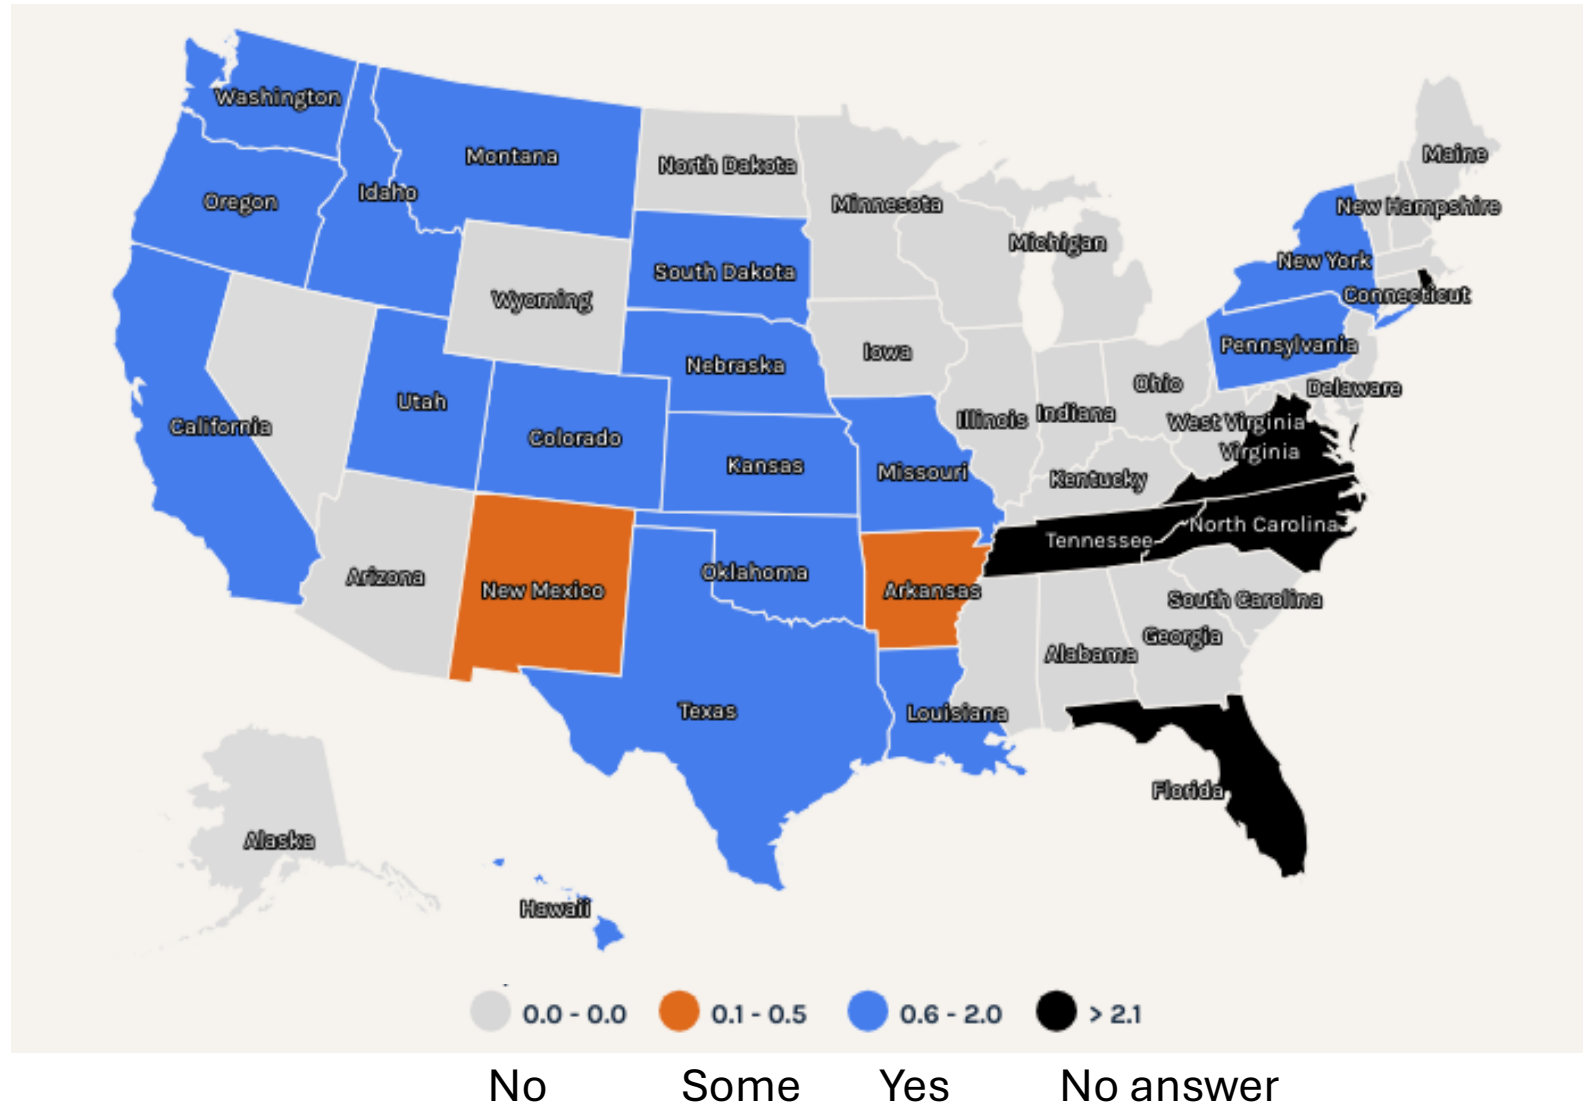 Washington
Montana
North Dakota
Minnesota
Maine
Oregon
Idaho
New Hampshire
Michigan
New York
South Dakota
Wyoming
Connecticut
Iowa
Pennsylvania
Nebraska
Ohio
Delaware
Utah
California
Colorado
Illinois
Indiana
West Virginia
Virginia
Kansas
Missouri
Kentucky
North Carolina
Tennessee
Arizona
New Mexico
Oklahoma
Arkansas
South Carolina
Georgia
Alabama
Texas
Louisiana
Florida
Alaska
Hawaii
0.0 - 0.0 0.1 - 0.5 0.6 - 2.0 > 2.1
No Some Yes No answer